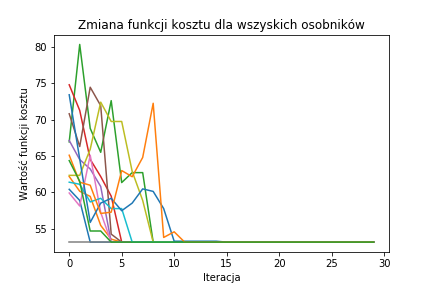 Zmiana funkcji kosztu dla wszyskich osobników
Wartość funkcji kosztu
80
75
70
65
60
55
0 5 10 15 20 25 30
Iteracja